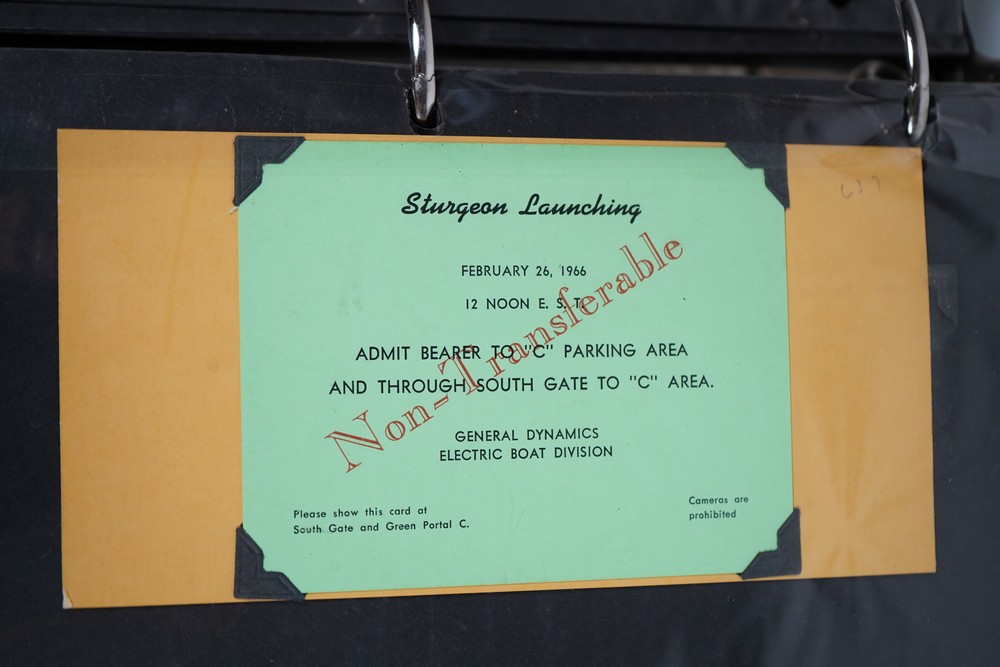 Sturgeon Launching
FEBRUARY 26, 1966
12 NOON E. S. T.
Non-Transferable
ADMIT BEARER TO "C" PARKING AREA
AND THROUGH SOUTH GATE TO "C" AREA.
GENERAL DYNAMICS
ELECTRIC BOAT DIVISION
Please show this card at
South Gate and Green Portal C.
Cameras are
prohibited